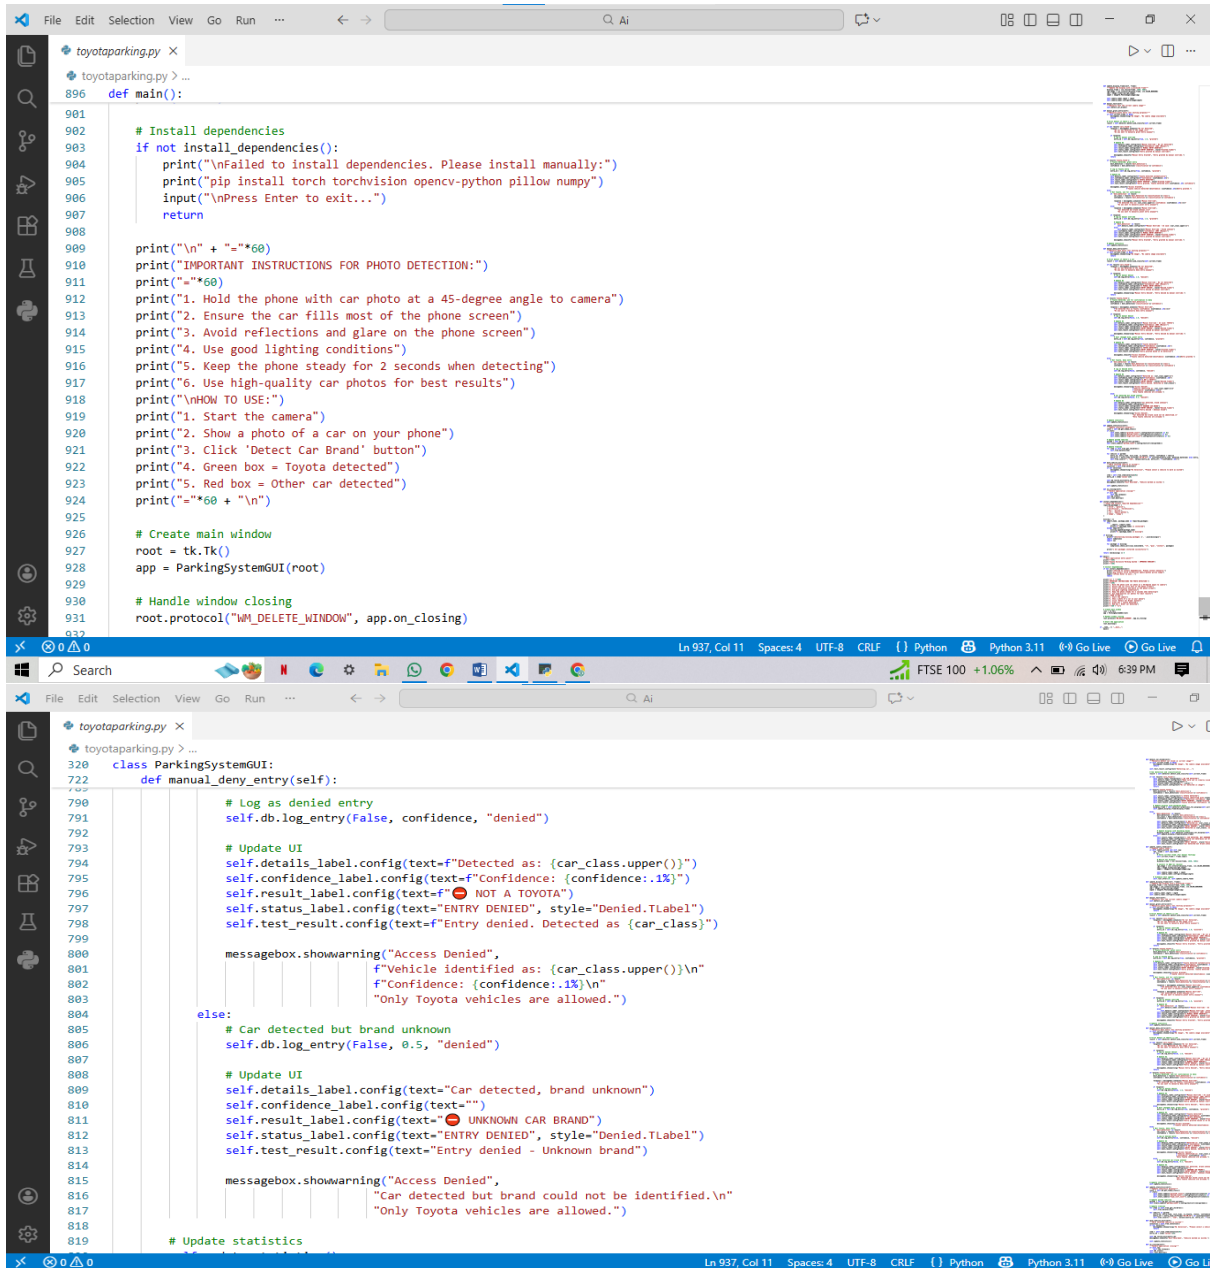 File Edit Selection View Go Run ··· Ai
toyotaparking.py
toyotaparking.py > ...
896 def main():
901
902 # Install dependencies
903 if not install_dependencies():
904 print("\nFailed to install dependencies. Please install manually:")
905 print("pip install torch torchvision opencv-python pillow numpy")
906 input("\nPress Enter to exit...")
907 return
908
909 print("\n" + "="*60)
910 print("IMPORTANT INSTRUCTIONS FOR PHOTO DETECTION:")
911 print("="*60)
912 print("1. Hold the phone with car photo at a 45-degree angle to camera")
913 print("2. Ensure the car fills most of the phone screen")
914 print("3. Avoid reflections and glare on the phone screen")
915 print("4. Use good lighting conditions")
916 print("5. Keep the phone steady for 2 seconds when detecting")
917 print("6. Use high-quality car photos for best results")
918 print("\nHOW TO USE:")
919 print("1. Start the camera")
920 print("2. Show a photo of a car on your phone")
921 print("3. Click 'Detect Car Brand' button")
922 print("4. Green box = Toyota detected")
923 print("5. Red box = Other car detected")
924 print("="*60 + "\n")
925
926 # Create main window
927 root = tk.Tk()
928 app = ParkingSystemGUI(root)
929
930 # Handle window closing
931 root.protocol("WM_DELETE_WINDOW", app.on_closing)
932
0 0 Ln 937, Col 11 Spaces: 4 UTF-8 CRLF { } Python Python 3.11 Go Live Go Live
Search FTSE 100 +1.06% 6:39 PM
File Edit Selection View Go Run ··· Ai
toyotaparking.py
toyotaparking.py > ...
320 class ParkingSystemGUI:
722 def manual_deny_entry(self):
789
790 # Log as denied entry
791 self.db.log_entry(False, confidence, "denied")
792
793 # Update UI
794 self.details_label.config(text=f"Detected as: {car_class.upper()}")
795 self.confidence_label.config(text=f"Confidence: {confidence:.1%}")
796 self.result_label.config(text=f"⛔ NOT A TOYOTA")
797 self.status_label.config(text="ENTRY DENIED", style="Denied.TLabel")
798 self.test_result.config(text=f"Entry denied. Detected as {car_class}")
799
800 messagebox.showwarning("Access Denied",
801 f"Vehicle identified as: {car_class.upper()}\n"
802 f"Confidence: {confidence:.1%}\n"
803 "Only Toyota vehicles are allowed.")
804 else:
805 # Car detected but brand unknown
806 self.db.log_entry(False, 0.5, "denied")
807
808 # Update UI
809 self.details_label.config(text="Car detected, brand unknown")
810 self.confidence_label.config(text="")
811 self.result_label.config(text="⛔ UNKNOWN CAR BRAND")
812 self.status_label.config(text="ENTRY DENIED", style="Denied.TLabel")
813 self.test_result.config(text="Entry denied - Unknown brand")
814
815 messagebox.showwarning("Access Denied",
816 "Car detected but brand could not be identified.\n"
817 "Only Toyota vehicles are allowed.")
818
819 # Update statistics
0 0 Ln 937, Col 11 Spaces: 4 UTF-8 CRLF { } Python Python 3.11 Go Live Go Li